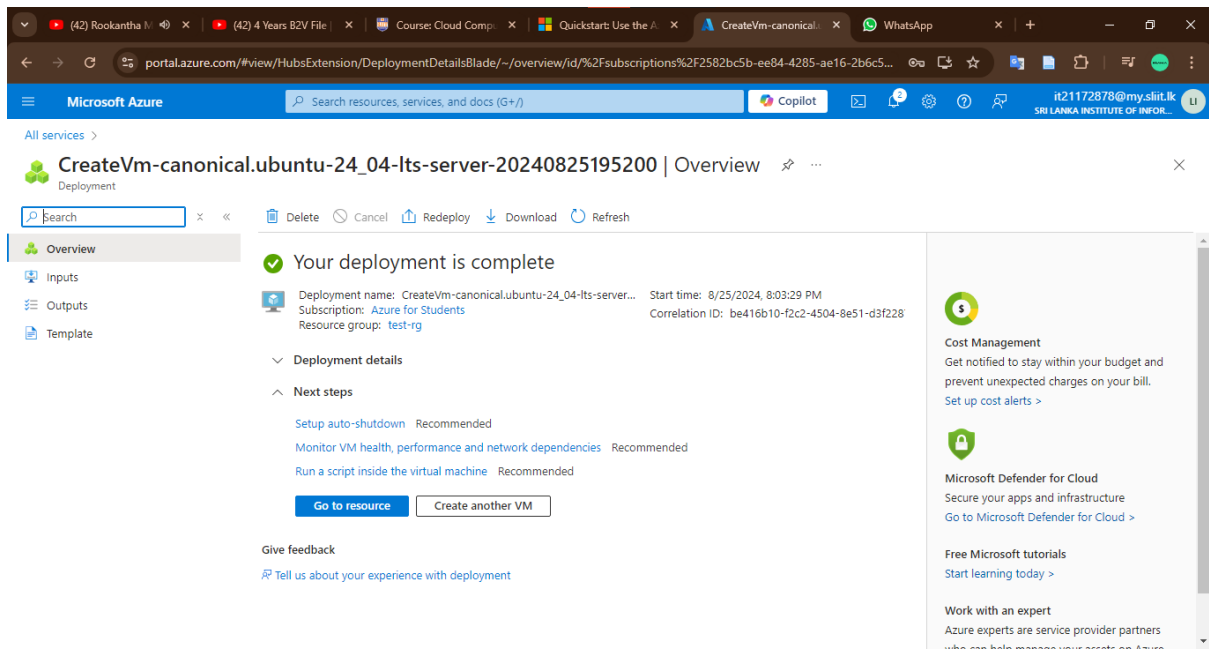 (42) Rookantha M
(42) 4 Years B2V File |
Course: Cloud Comp
Quickstart: Use the A
CreateVm-canonical.
WhatsApp
portal.azure.com/#view/HubsExtension/DeploymentDetailsBlade/~/overview/id/%2Fsubscriptions%2F2582bc5b-ee84-4285-ae16-2b6c5...
Microsoft Azure
Search resources, services, and docs (G+/)
Copilot
2
it21172878@my.sliit.lk
SRI LANKA INSTITUTE OF INFOR...
LI
All services >
CreateVm-canonical.ubuntu-24_04-lts-server-20240825195200 | Overview
Deployment
Search
Delete
Cancel
Redeploy
Download
Refresh
Overview
Inputs
Outputs
Template
Your deployment is complete
Deployment name: CreateVm-canonical.ubuntu-24_04-lts-server...
Subscription: Azure for Students
Resource group: test-rg
Start time: 8/25/2024, 8:03:29 PM
Correlation ID: be416b10-f2c2-4504-8e51-d3f228
Deployment details
Next steps
Setup auto-shutdown Recommended
Monitor VM health, performance and network dependencies Recommended
Run a script inside the virtual machine Recommended
Go to resource
Create another VM
Give feedback
Tell us about your experience with deployment
Cost Management
Get notified to stay within your budget and
prevent unexpected charges on your bill.
Set up cost alerts >
Microsoft Defender for Cloud
Secure your apps and infrastructure
Go to Microsoft Defender for Cloud >
Free Microsoft tutorials
Start learning today >
Work with an expert
Azure experts are service provider partners
who can help manage your assets on Azure